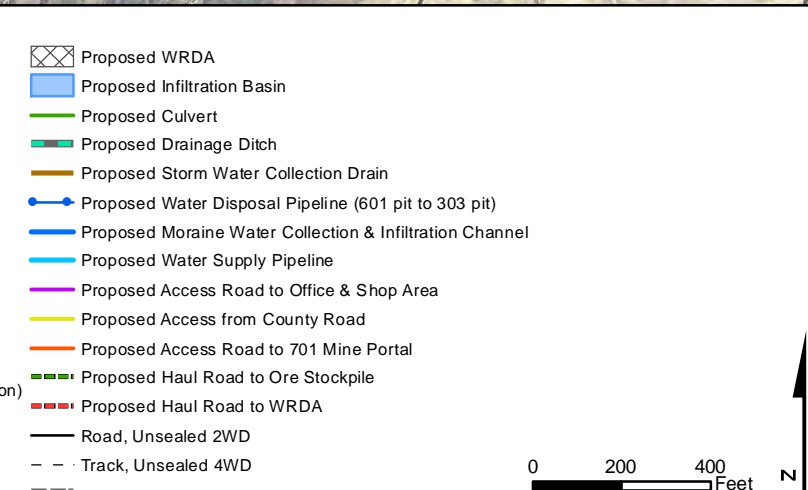 Proposed WRDA
Proposed Infiltration Basin
Proposed Culvert
Proposed Drainage Ditch
Proposed Storm Water Collection Drain
Proposed Water Disposal Pipeline (601 pit to 303 pit)
Proposed Moraine Water Collection & Infiltration Channel
Proposed Water Supply Pipeline
Proposed Access Road to Office & Shop Area
Proposed Access from County Road
Proposed Access Road to 701 Mine Portal
Proposed Haul Road to Ore Stockpile
on)
Proposed Haul Road to WRDA
Road, Unsealed 2WD
Track, Unsealed 4WD
0 200 400
Feet
N